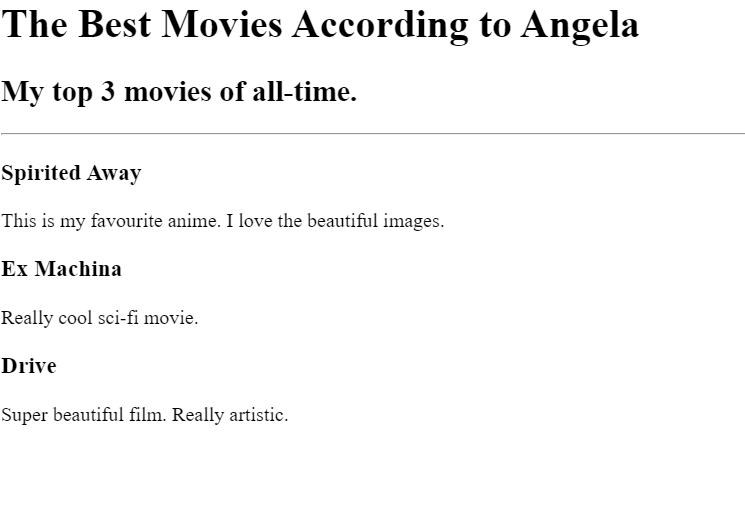 The Best Movies According to Angela
My top 3 movies of all-time.
Spirited Away
This is my favourite anime. I love the beautiful images.
Ex Machina
Really cool sci-fi movie.
Drive
Super beautiful film. Really artistic.